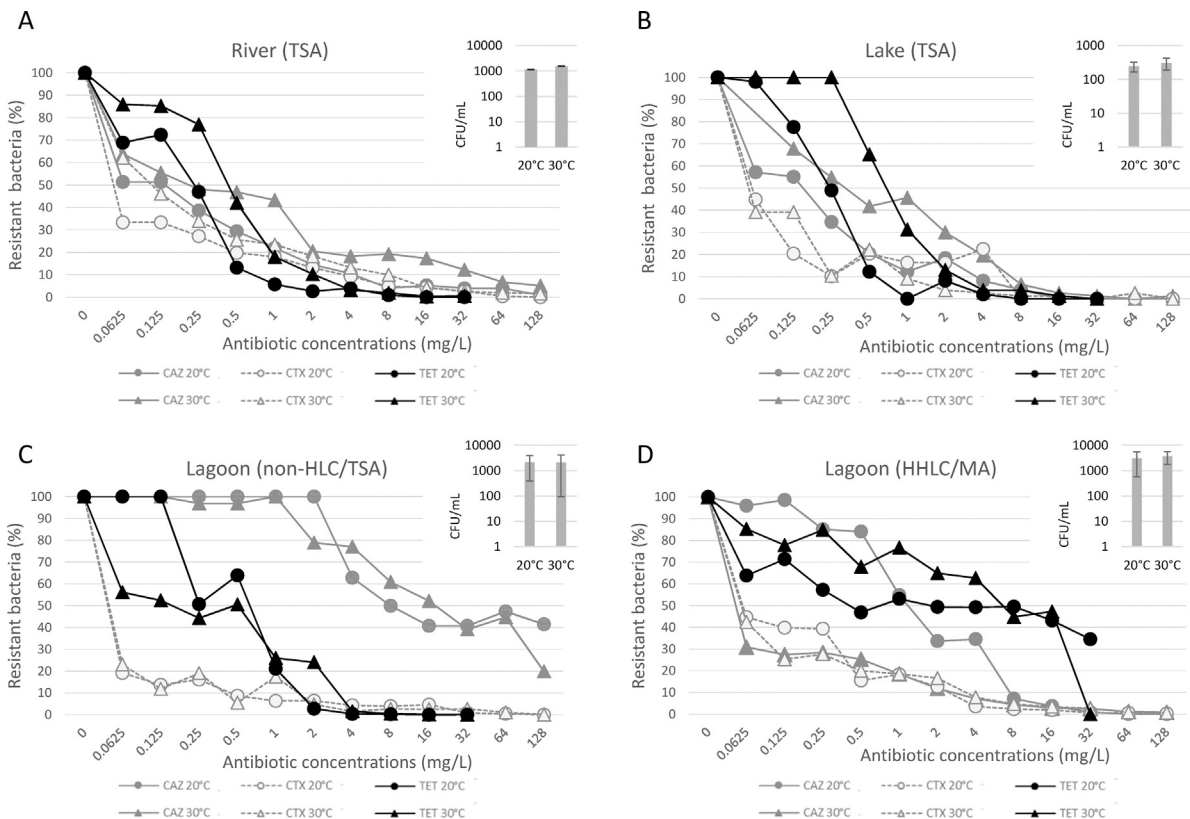 A
River (TSA)
Resistant bacteria (%)
100
90
80
70
60
50
40
30
20
10
0
0 0.0625 0.125 0.25 0.5 1 2 4 8 16 32 64 128
Antibiotic concentrations (mg/L)
CFU/mL
10000
1000
100
10
1
20°C 30°C
CAZ 20°C CTX 20°C TET 20°C
CAZ 30°C CTX 30°C TET 30°C
B
Lake (TSA)
Resistant bacteria (%)
100
90
80
70
60
50
40
30
20
10
0
0 0.0625 0.125 0.25 0.5 1 2 4 8 16 32 64 128
Antibiotic concentrations (mg/L)
CFU/mL
1000
100
10
1
20°C 30°C
CAZ 20°C CTX 20°C TET 20°C
CAZ 30°C CTX 30°C TET 30°C
C
Lagoon (non-HLC/TSA)
Resistant bacteria (%)
100
90
80
70
60
50
40
30
20
10
0
0 0.0625 0.125 0.25 0.5 1 2 4 8 16 32 64 128
Antibiotic concentrations (mg/L)
CFU/mL
10000
1000
100
10
1
20°C 30°C
CAZ 20°C CTX 20°C TET 20°C
CAZ 30°C CTX 30°C TET 30°C
D
Lagoon (HHLC/MA)
Resistant bacteria (%)
100
90
80
70
60
50
40
30
20
10
0
0 0.0625 0.125 0.25 0.5 1 2 4 8 16 32 64 128
Antibiotic concentrations (mg/L)
CFU/mL
10000
1000
100
10
1
20°C 30°C
CAZ 20°C CTX 20°C TET 20°C
CAZ 30°C CTX 30°C TET 30°C